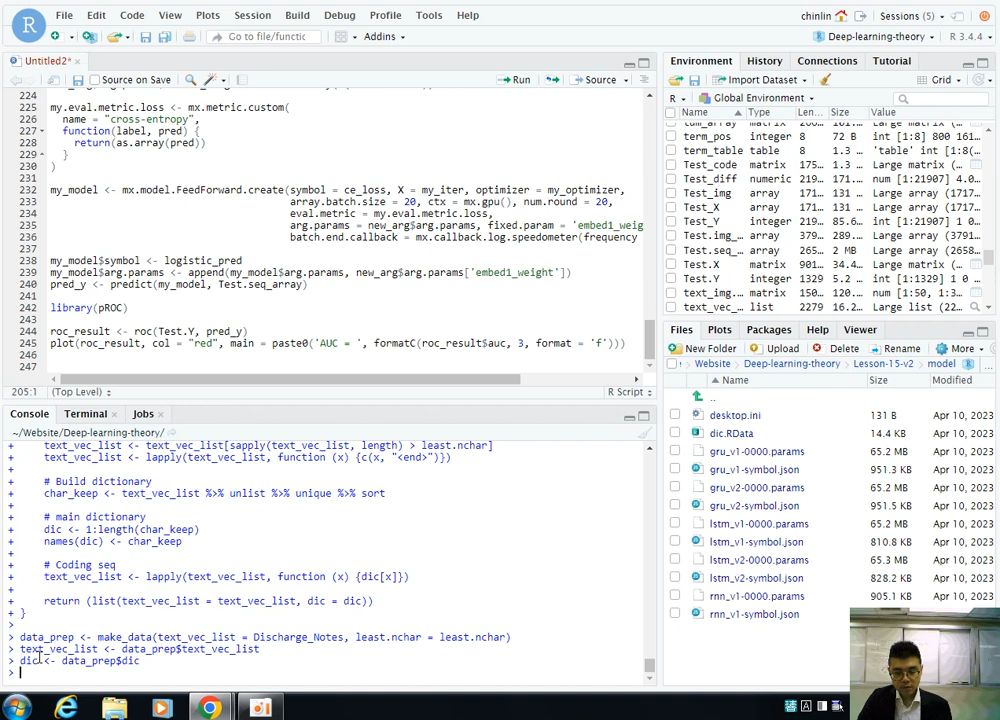 File Edit Code View Plots Session Build Debug Profile Tools Help
chinlin Sessions (5)
Go to file/functic Addins
Deep-learning-theory R 3.4.4
Untitled2*
Source on Save Run Source
224
225 my.eval.metric.loss <- mx.metric.custom(
226 name = "cross-entropy",
227 function(label, pred) {
228 return(as.array(pred))
229 }
230 )
231
232 my_model <- mx.model.FeedForward.create(symbol = ce_loss, X = my_iter, optimizer = my_optimizer,
233 array.batch.size = 20, ctx = mx.gpu(), num.round = 20,
234 eval.metric = my.eval.metric.loss,
235 arg.params = new_arg$arg.params, fixed.param = 'embed1_weig
236 batch.end.callback = mx.callback.log.speedometer(frequency
237
238 my_model$symbol <- logistic_pred
239 my_model$arg.params <- append(my_model$arg.params, new_arg$arg.params['embed1_weight'])
240 pred_y <- predict(my_model, Test.seq_array)
241
242 library(pROC)
243
244 roc_result <- roc(Test.Y, pred_y)
245 plot(roc_result, col = "red", main = paste0('AUC = ', formatC(roc_result$auc, 3, format = 'f')))
246
247
205:1 (Top Level) R Script
Console Terminal Jobs
~/Website/Deep-learning-theory/
+ text_vec_list <- text_vec_list[sapply(text_vec_list, length) > least.nchar]
+ text_vec_list <- lapply(text_vec_list, function (x) {c(x, "<end>")})
+
+ # Build dictionary
+ char_keep <- text_vec_list %>% unlist %>% unique %>% sort
+
+ # main dictionary
+ dic <- 1:length(char_keep)
+ names(dic) <- char_keep
+
+ # Coding seq
+ text_vec_list <- lapply(text_vec_list, function (x) {dic[x]})
+
+ return (list(text_vec_list = text_vec_list, dic = dic))
+ }
>
> data_prep <- make_data(text_vec_list = Discharge_Notes, least.nchar = least.nchar)
> text_vec_list <- data_prep$text_vec_list
> dic <- data_prep$dic
>
Environment History Connections Tutorial
Import Dataset Grid
R Global Environment
Name Type Len... Size Value
term_pos integer 8 72 B int [1:8] 800 161…
term_table table 8 1.3 … 'table' int [1:8(…
Test_code matrix 175… 1.3 … Large matrix (…
Test_diff numeric 219… 171… num [1:21907] 4.0…
Test_img array 171… 131 … Large array (1717…
Test_X array 171… 131 … Large array (1717…
Test_Y integer 219… 85.6… int [1:21907] 1 0 …
Test.img_… array 379… 289.… Large array (3791…
Test.seq_… array 265… 2 MB Large array (2658…
Test.X matrix 901… 34.4… Large matrix (…
Test.Y integer 1329 5.2 … int [1:1329] 1 0 …
text_img.… matrix 150… 120.… num [1:50, 1:3…
text_vec_… list 2279 16.2… Large list (22…
Files Plots Packages Help Viewer
New Folder Upload Delete Rename More
Website Deep-learning-theory Lesson-15-v2 model
Name Size Modified
..
desktop.ini 131 B Apr 10, 2023
dic.RData 14.4 KB Apr 10, 2023
gru_v1-0000.params 65.2 MB Apr 10, 2023
gru_v1-symbol.json 951.3 KB Apr 10, 2023
gru_v2-0000.params 65.2 MB Apr 10, 2023
gru_v2-symbol.json 951.5 KB Apr 10, 2023
lstm_v1-0000.params 65.2 MB Apr 10, 2023
lstm_v1-symbol.json 810.8 KB Apr 10, 2023
lstm_v2-0000.params 65.3 MB Apr 10, 2023
lstm_v2-symbol.json 828.2 KB Apr 10, 2023
rnn_v1-0000.params 905.1 KB Apr 10, 2023
rnn_v1-symbol.json